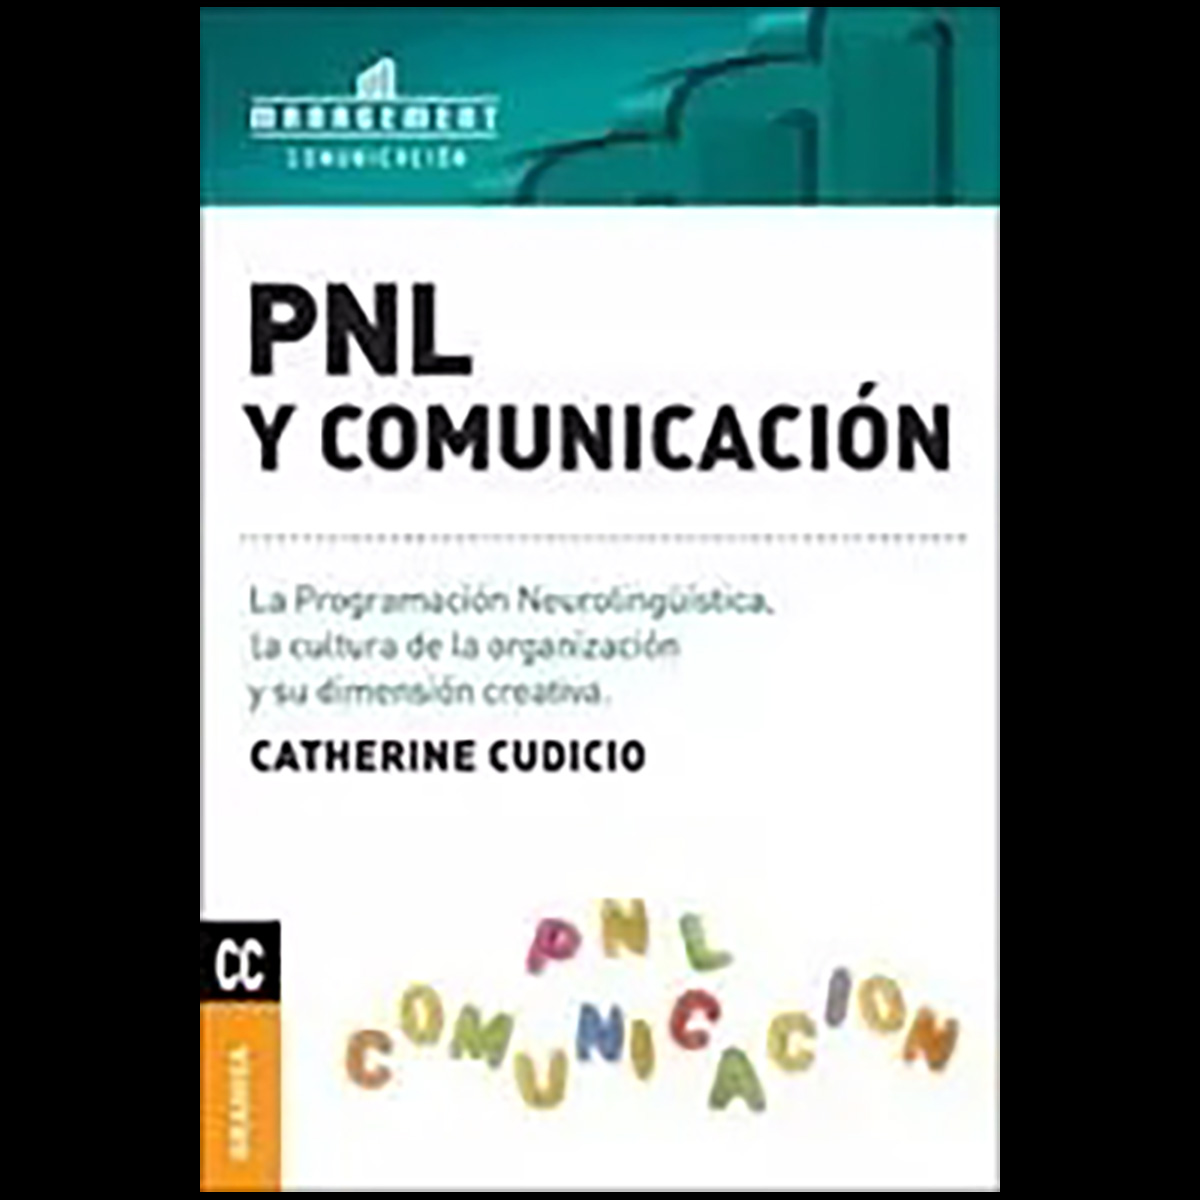 MANAGEMENT
COMUNICACIÓN
PNL
Y COMUNICACIÓN
La Programación Neurolingüística,
la cultura de la organización
y su dimensión creativa.
CATHERINE CUDICIO
PNL
COMUNICACION
CC
GRANICA